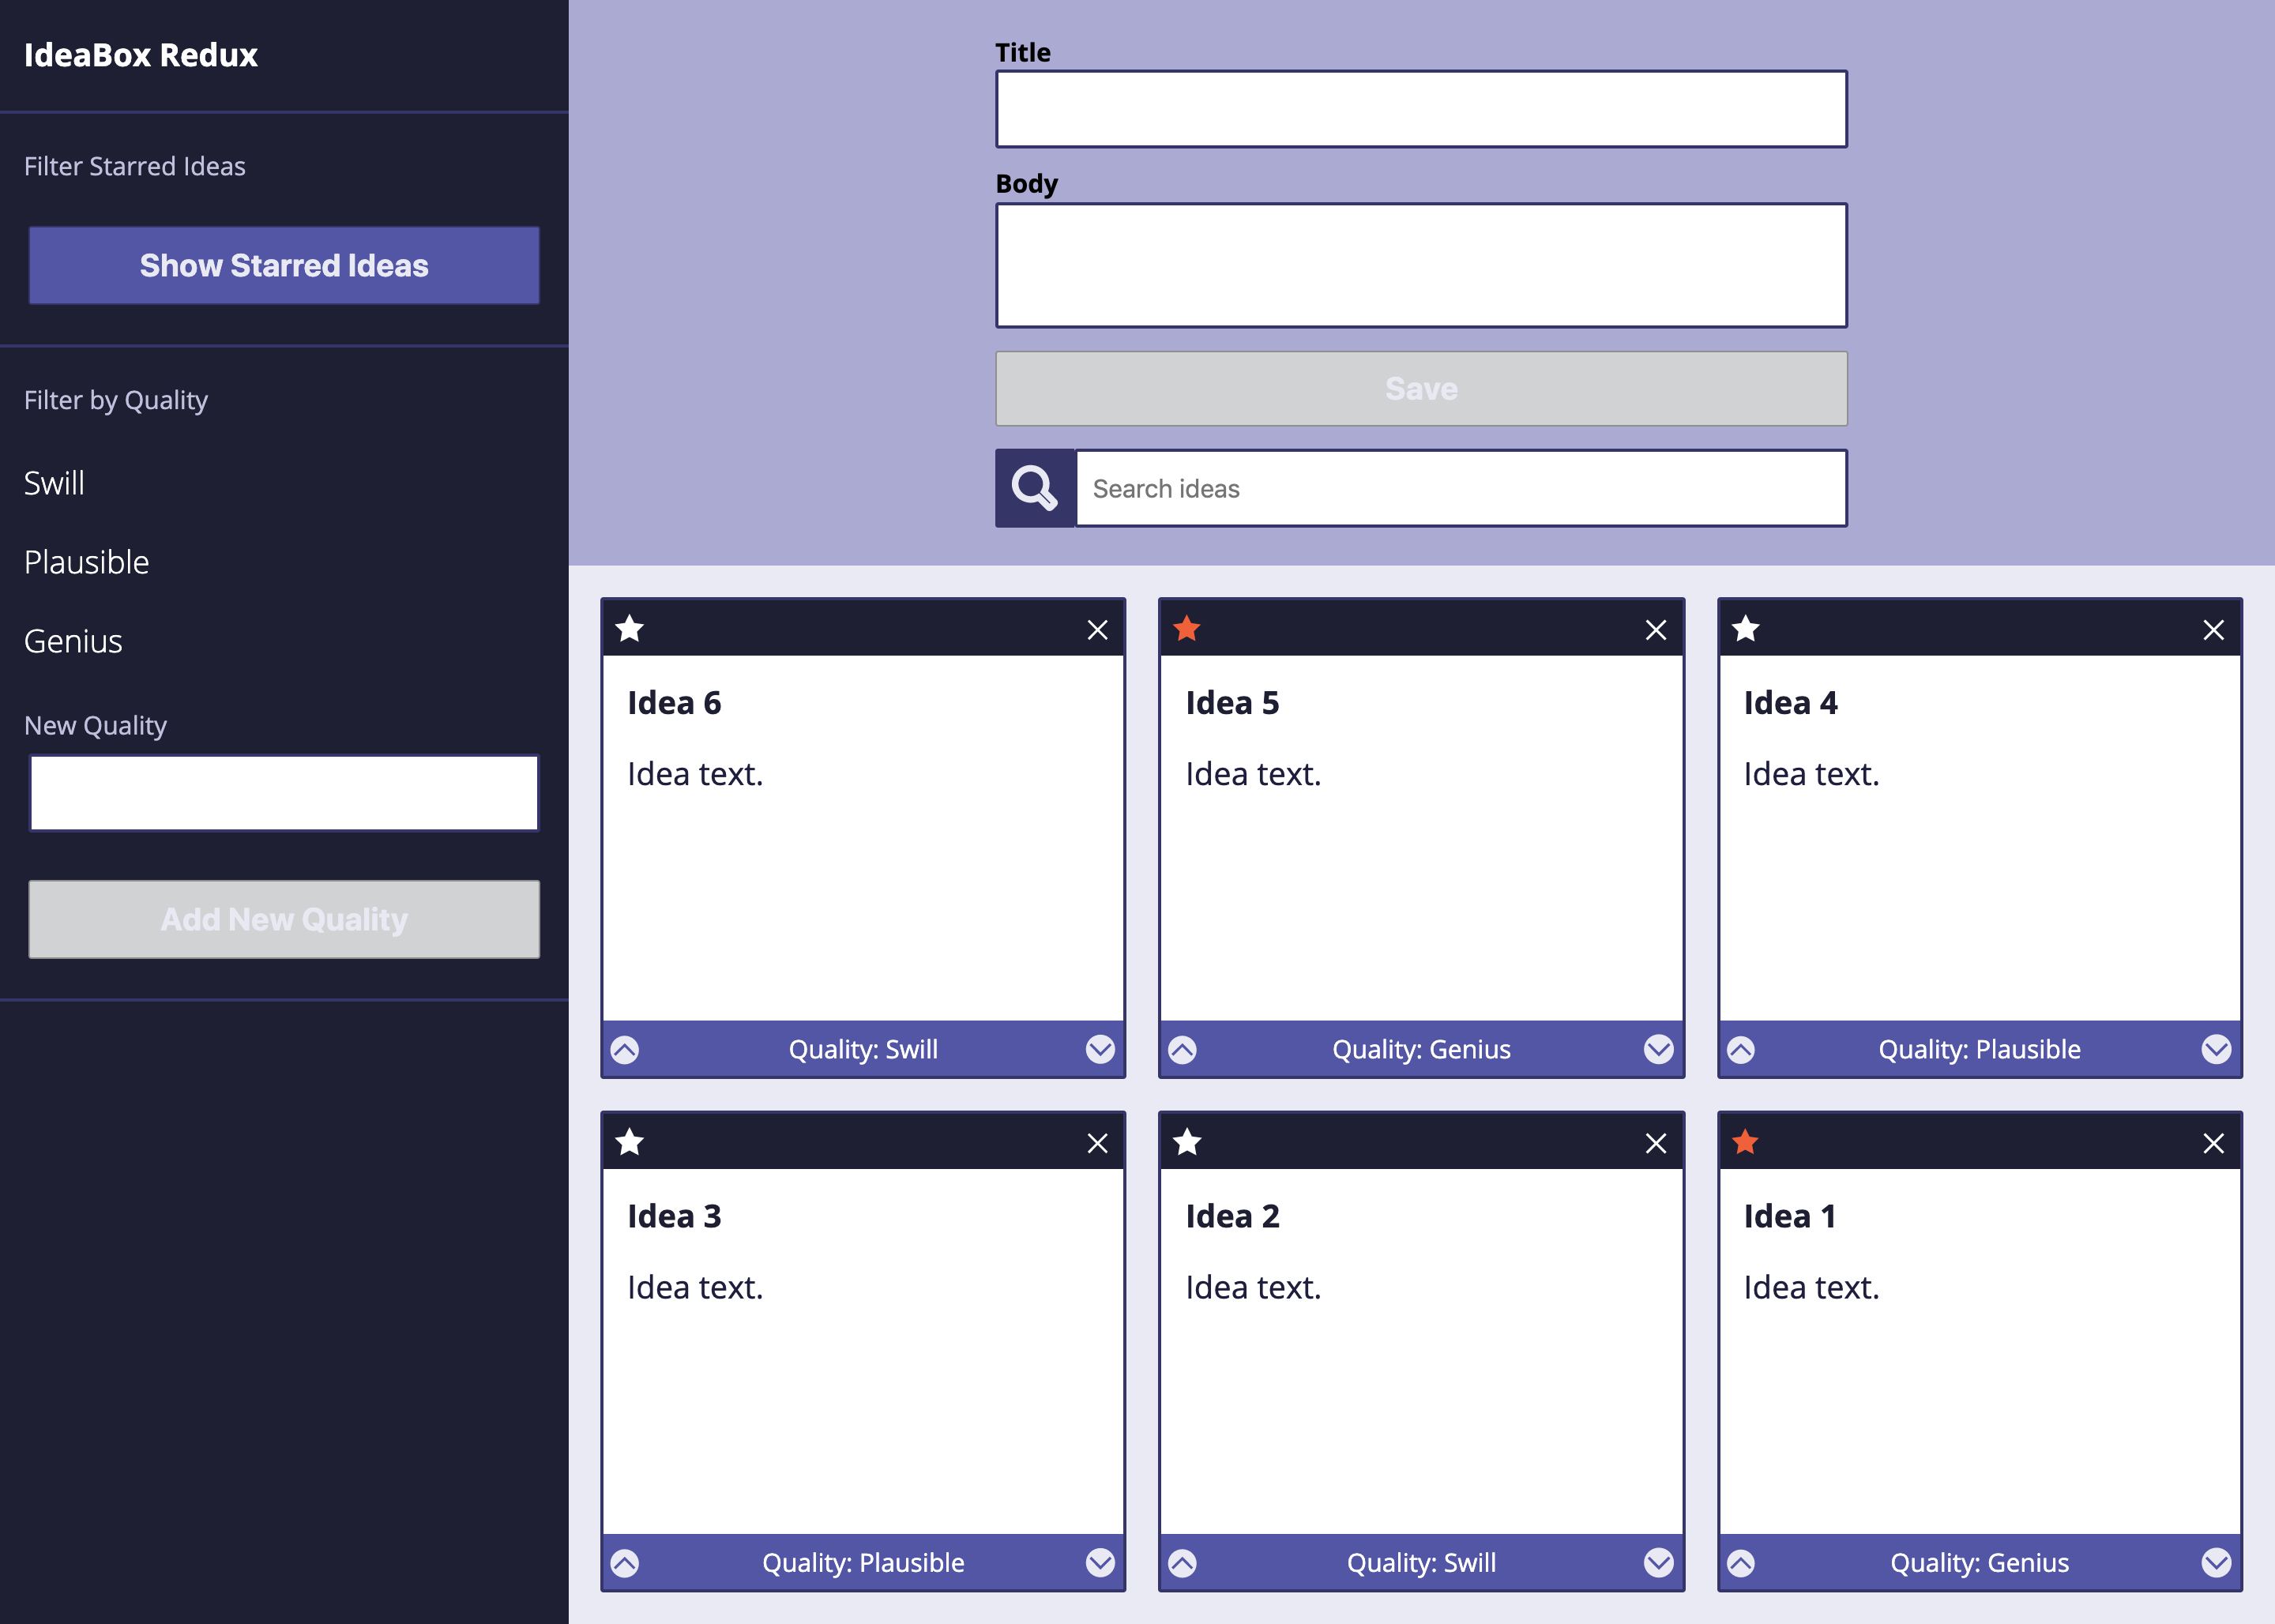 IdeaBox Redux
Filter Starred Ideas
Show Starred Ideas
Filter by Quality
Swill
Plausible
Genius
New Quality
Add New Quality
Title
Body
Save
Search ideas
Idea 6
Idea text.
Quality: Swill
Idea 5
Idea text.
Quality: Genius
Idea 4
Idea text.
Quality: Plausible
Idea 3
Idea text.
Quality: Plausible
Idea 2
Idea text.
Quality: Swill
Idea 1
Idea text.
Quality: Genius